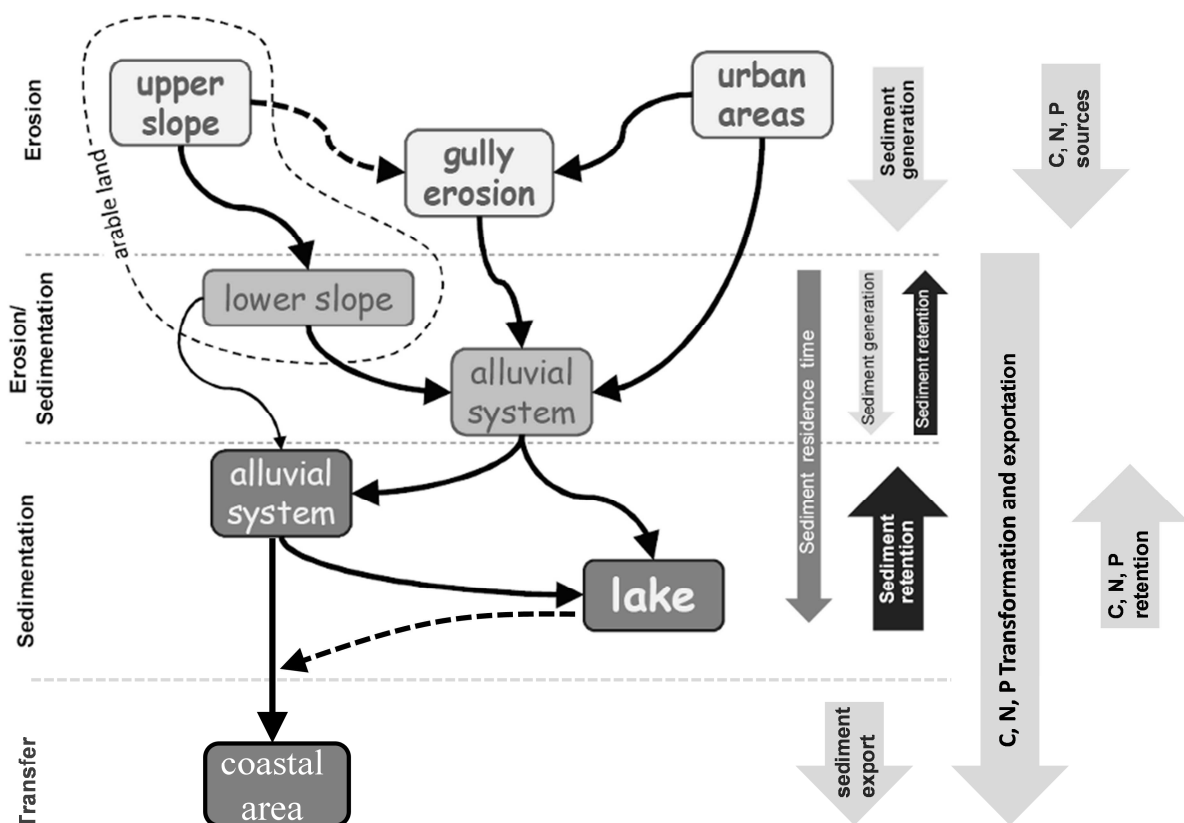 Erosion
upper
slope
urban
areas
gully
erosion
arable land
Sediment
generation
C, N, P
sources
Erosion/
Sedimentation
lower slope
alluvial
system
Sediment residence time
Sediment generation
Sediment retention
C, N, P Transformation and exportation
Sedimentation
alluvial
system
lake
Sediment
retention
C, N, P
retention
Transfer
coastal
area
sediment
export